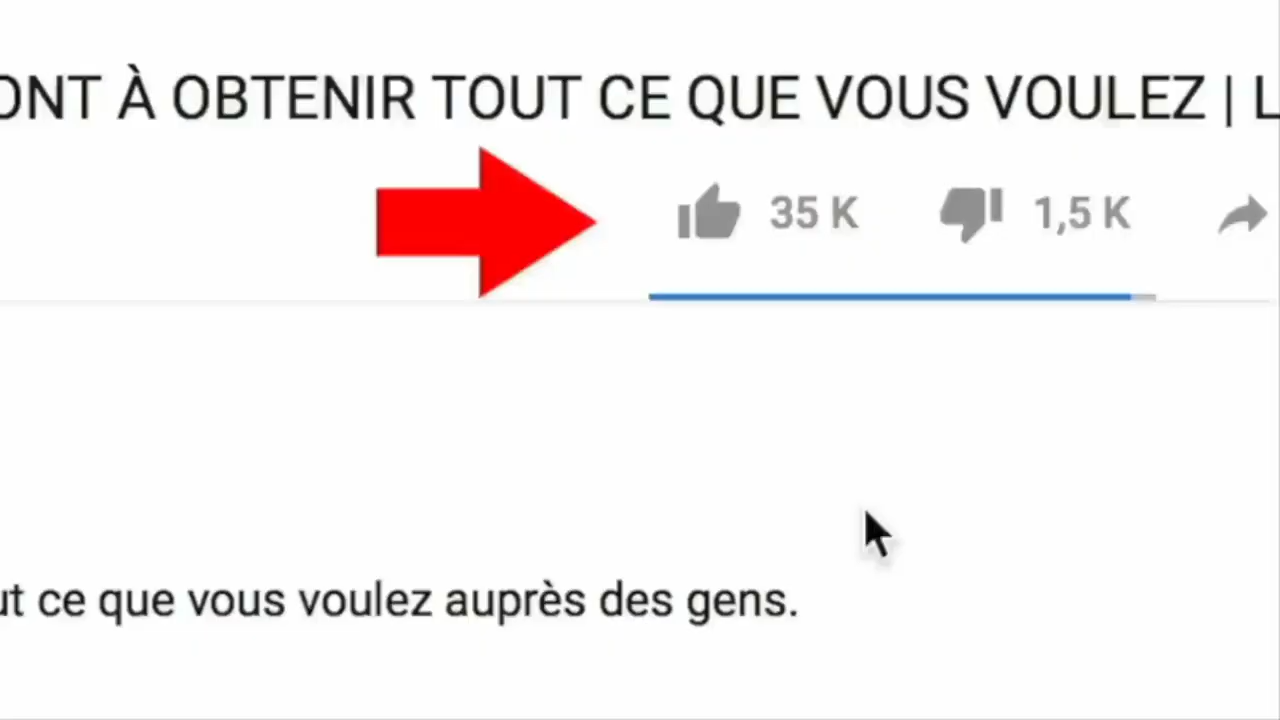 ONT À OBTENIR TOUT CE QUE VOUS VOULEZ | L
35 K 1,5 K
ut ce que vous voulez auprès des gens.